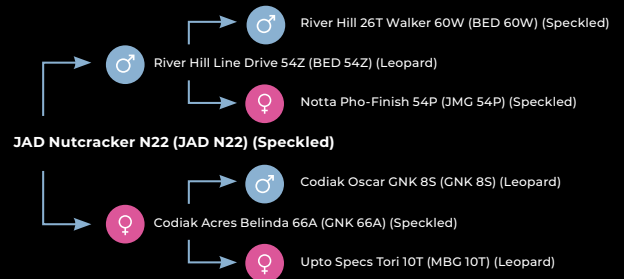 River Hill 26T Walker 60W (BED 60W) (Speckled)
River Hill Line Drive 54Z (BED 54Z) (Leopard)
Notta Pho-Finish 54P (JMG 54P) (Speckled)
JAD Nutcracker N22 (JAD N22) (Speckled)
Codiak Oscar GNK 8S (GNK 8S) (Leopard)
Codiak Acres Belinda 66A (GNK 66A) (Speckled)
Upto Specs Tori 10T (MBG 10T) (Leopard)